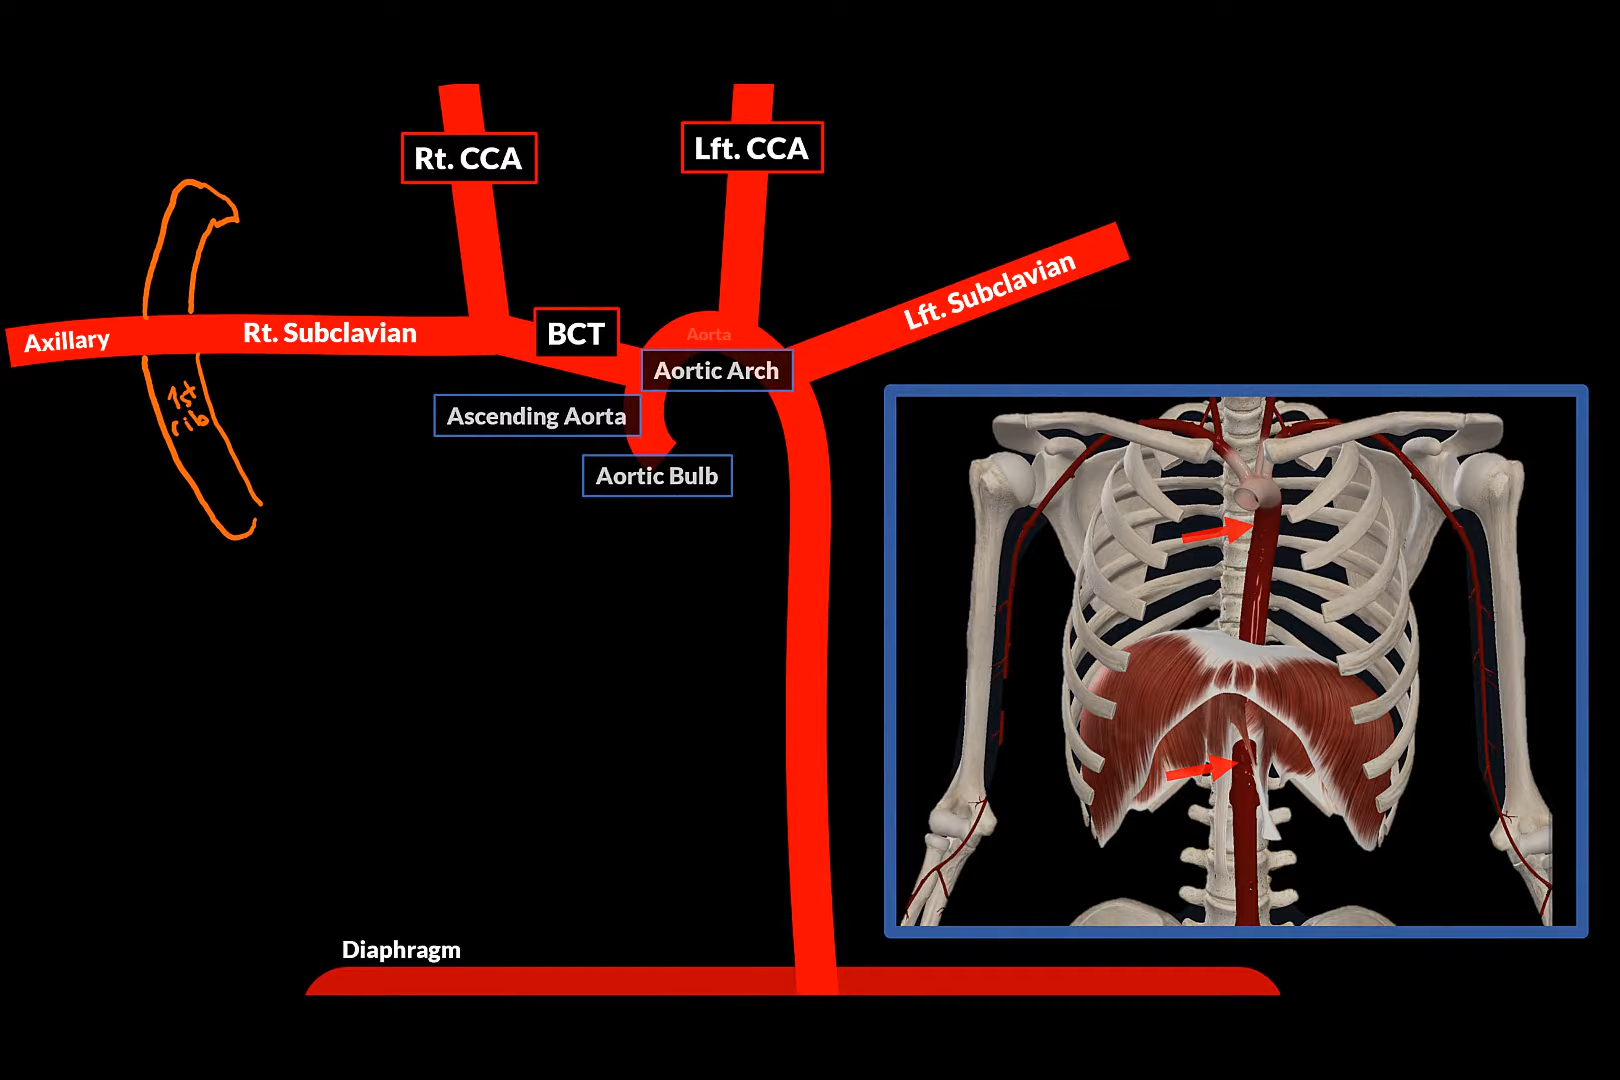 Rt. CCA
Lft. CCA
Lft. Subclavian
Axillary
Rt. Subclavian
BCT
Aorta
Aortic Arch
Ascending Aorta
1st
rib
Aortic Bulb
Diaphragm